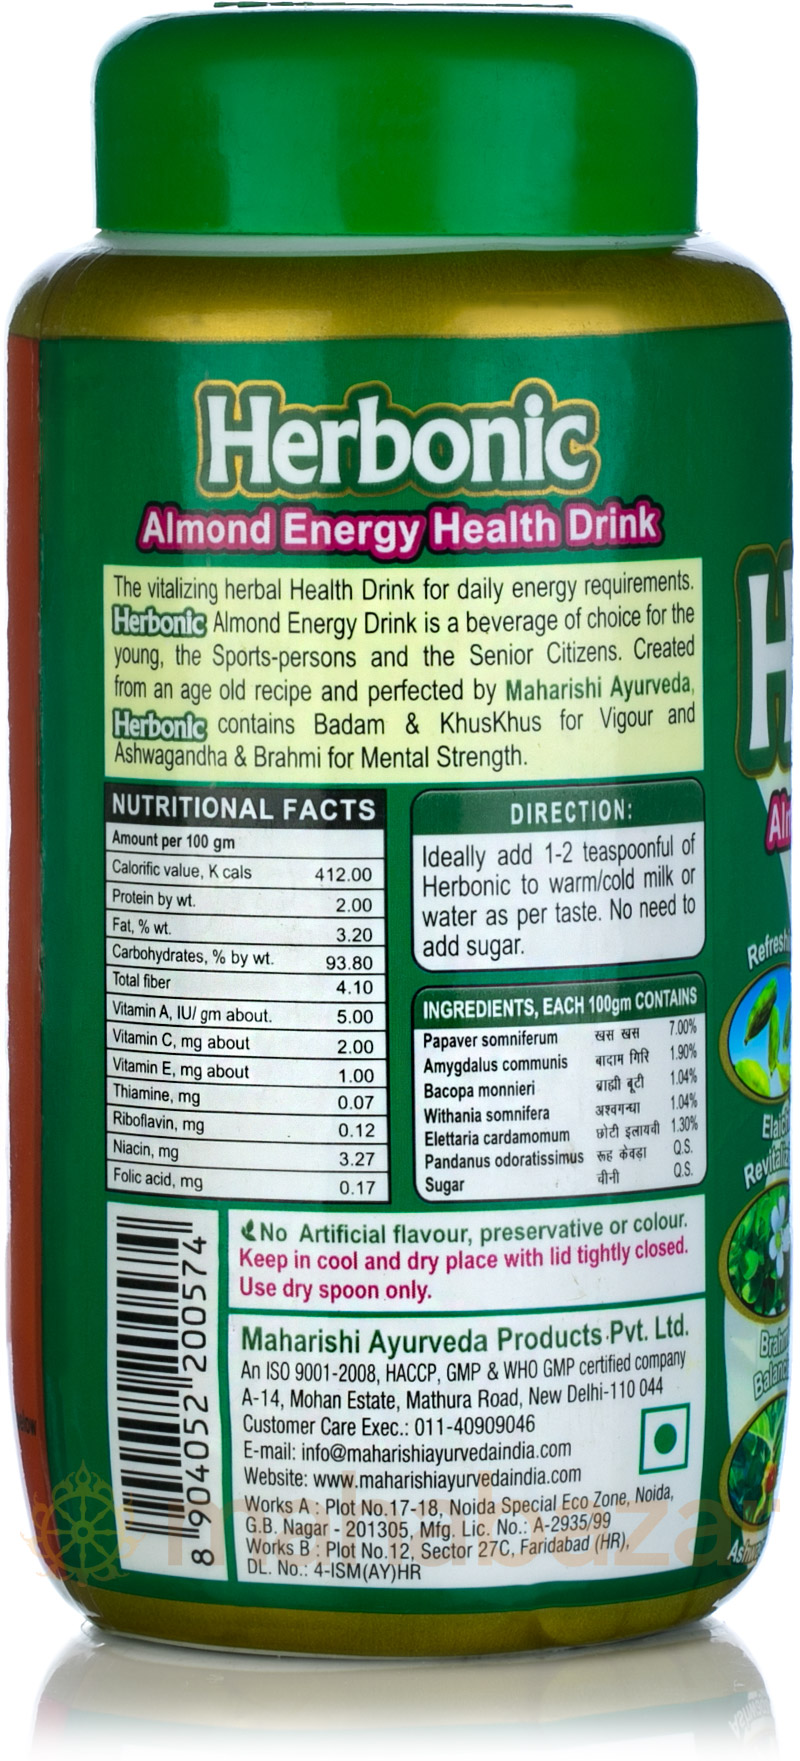 Herbonic
Almond Energy Health Drink
The vitalizing herbal Health Drink for daily energy requirements.
Herbonic Almond Energy Drink is a beverage of choice for the
young, the Sports-persons and the Senior Citizens. Created
from an age old recipe and perfected by Maharishi Ayurveda,
Herbonic contains Badam & KhusKhus for Vigour and
Ashwagandha & Brahmi for Mental Strength.
NUTRITIONAL FACTS
Amount per 100 gm
Calorific value, K cals 412.00
Protein by wt. 2.00
Fat, % wt. 3.20
Carbohydrates, % by wt. 93.80
Total fiber 4.10
Vitamin A, IU/ gm about. 5.00
Vitamin C, mg about 2.00
Vitamin E, mg about 1.00
Thiamine, mg 0.07
Riboflavin, mg 0.12
Niacin, mg 3.27
Folic acid, mg 0.17
DIRECTION:
Ideally add 1-2 teaspoonful of
Herbonic to warm/cold milk or
water as per taste. No need to
add sugar.
INGREDIENTS, EACH 100gm CONTAINS
Papaver somniferum खस खस 7.00%
Amygdalus communis बादाम गिरि 1.90%
Bacopa monnieri ब्राह्मी बूटी 1.04%
Withania somnifera अश्वगन्धा 1.04%
Elettaria cardamomum छोटी इलायची 1.30%
Pandanus odoratissimus रूह केवड़ा Q.S.
Sugar चीनी Q.S.
No Artificial flavour, preservative or colour.
Keep in cool and dry place with lid tightly closed.
Use dry spoon only.
8 904052 200574
Maharishi Ayurveda Products Pvt. Ltd.
An ISO 9001-2008, HACCP, GMP & WHO GMP certified company
A-14, Mohan Estate, Mathura Road, New Delhi-110 044
Customer Care Exec.: 011-40909046
E-mail: info@maharishiayurvedaindia.com
Website: www.maharishiayurvedaindia.com
Works A : Plot No.17-18, Noida Special Eco Zone, Noida,
G.B. Nagar - 201305, Mfg. Lic. No.: A-2935/99
Works B : Plot No.12, Sector 27C, Faridabad (HR),
DL. No.: 4-ISM(AY)HR
mahabazar